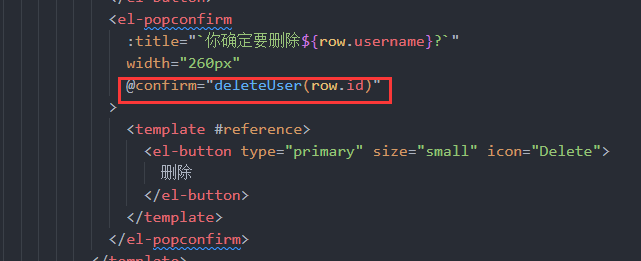 </el-button>
<el-popconfirm
:title="`你确定要删除${row.username}?`"
width="260px"
@confirm="deleteUser(row.id)"
>
<template #reference>
<el-button type="primary" size="small" icon="Delete">
删除
</el-button>
</template>
</el-popconfirm>
</template>